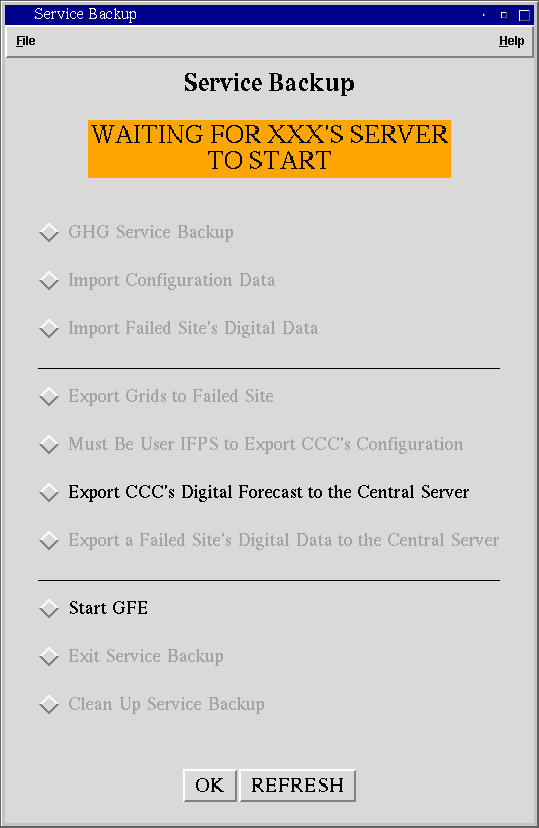 Service Backup
File Help
Service Backup
WAITING FOR XXX'S SERVER
TO START
GHG Service Backup
Import Configuration Data
Import Failed Site's Digital Data
Export Grids to Failed Site
Must Be User IFPS to Export CCC's Configuration
Export CCC's Digital Forecast to the Central Server
Export a Failed Site's Digital Data to the Central Server
Start GFE
Exit Service Backup
Clean Up Service Backup
OK REFRESH